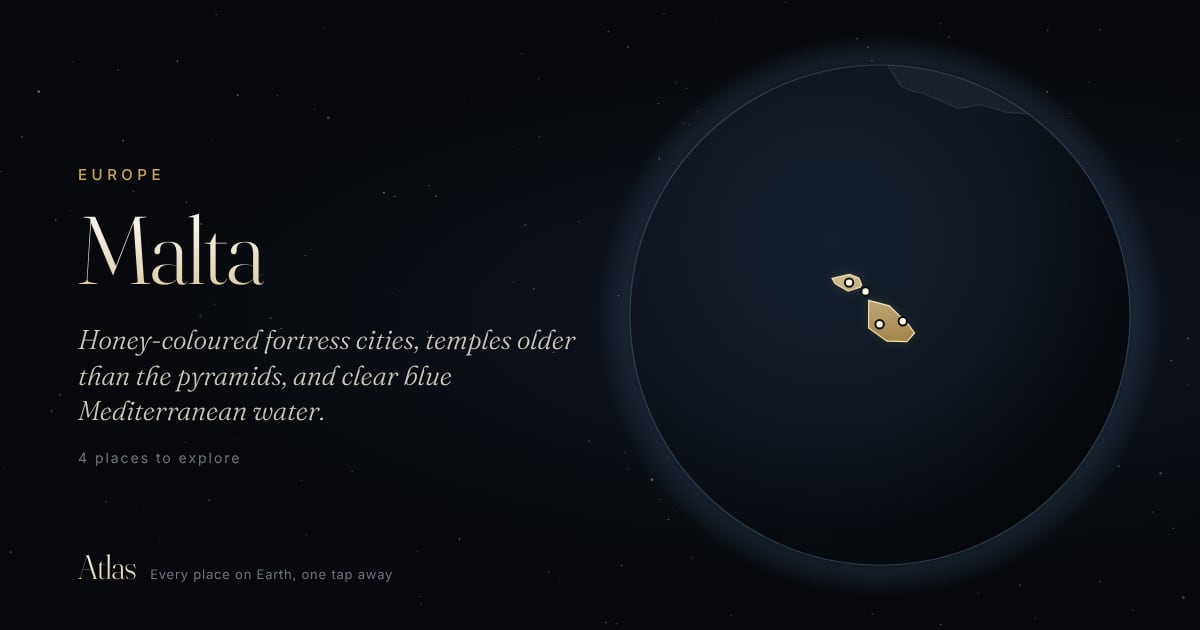 EUROPE
Malta
Honey-coloured fortress cities, temples older
than the pyramids, and clear blue
Mediterranean water.
4 places to explore
Atlas Every place on Earth, one tap away